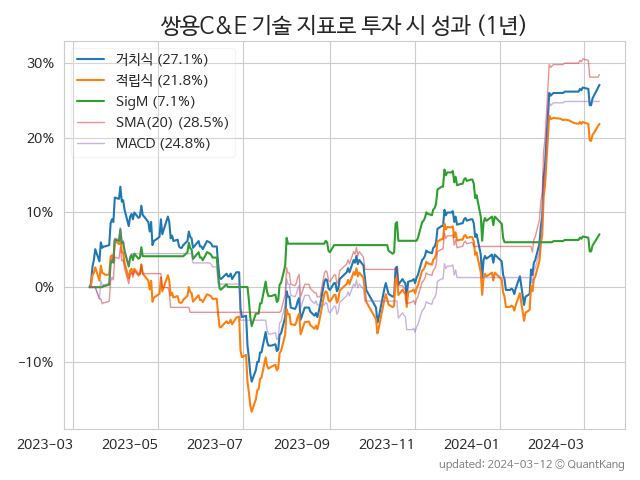 쌍용C&E 기술 지표로 투자 시 성과 (1년)
거치식 (27.1%)
적립식 (21.8%)
SigM (7.1%)
SMA(20) (28.5%)
MACD (24.8%)
30%
20%
10%
0%
−10%
2023-03 2023-05 2023-07 2023-09 2023-11 2024-01 2024-03
updated: 2024-03-12 © QuantKang